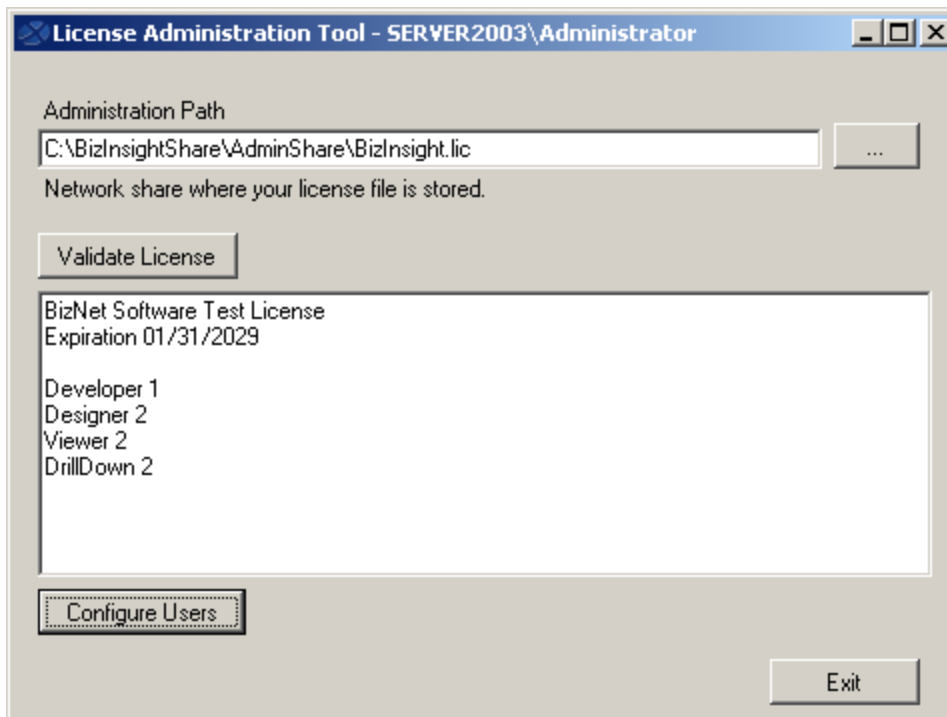 License Administration Tool - SERVER2003\Administrator
Administration Path
C:\BizInsightShare\AdminShare\BizInsight.lic
...
Network share where your license file is stored.
Validate License
BizNet Software Test License
Expiration 01/31/2029
Developer 1
Designer 2
Viewer 2
DrillDown 2
Configure Users
Exit